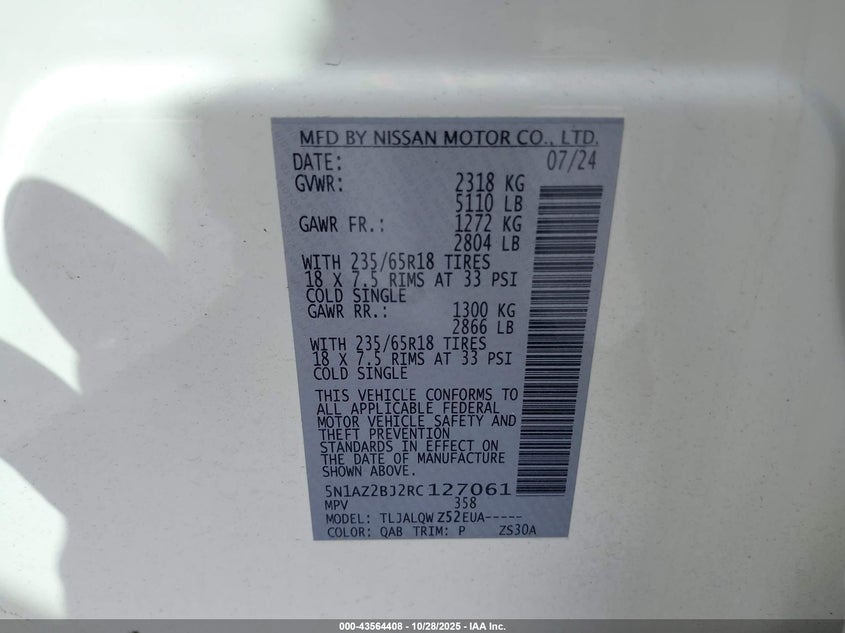 MFD BY NISSAN MOTOR CO., LTD.
DATE: 07/24
GVWR: 2318 KG
5110 LB
GAWR FR.: 1272 KG
2804 LB
WITH 235/65R18 TIRES
18 X 7.5 RIMS AT 33 PSI
COLD SINGLE
GAWR RR.: 1300 KG
2866 LB
WITH 235/65R18 TIRES
18 X 7.5 RIMS AT 33 PSI
COLD SINGLE
THIS VEHICLE CONFORMS TO
ALL APPLICABLE FEDERAL
MOTOR VEHICLE SAFETY AND
THEFT PREVENTION
STANDARDS IN EFFECT ON
THE DATE OF MANUFACTURE
SHOWN ABOVE.
5N1AZ2BJ2RC127061
MPV 358
MODEL: TLJALQWZ52EUA-----
COLOR: QAB TRIM: P ZS30A
000-43564408 | 10/28/2025 - IAA Inc.